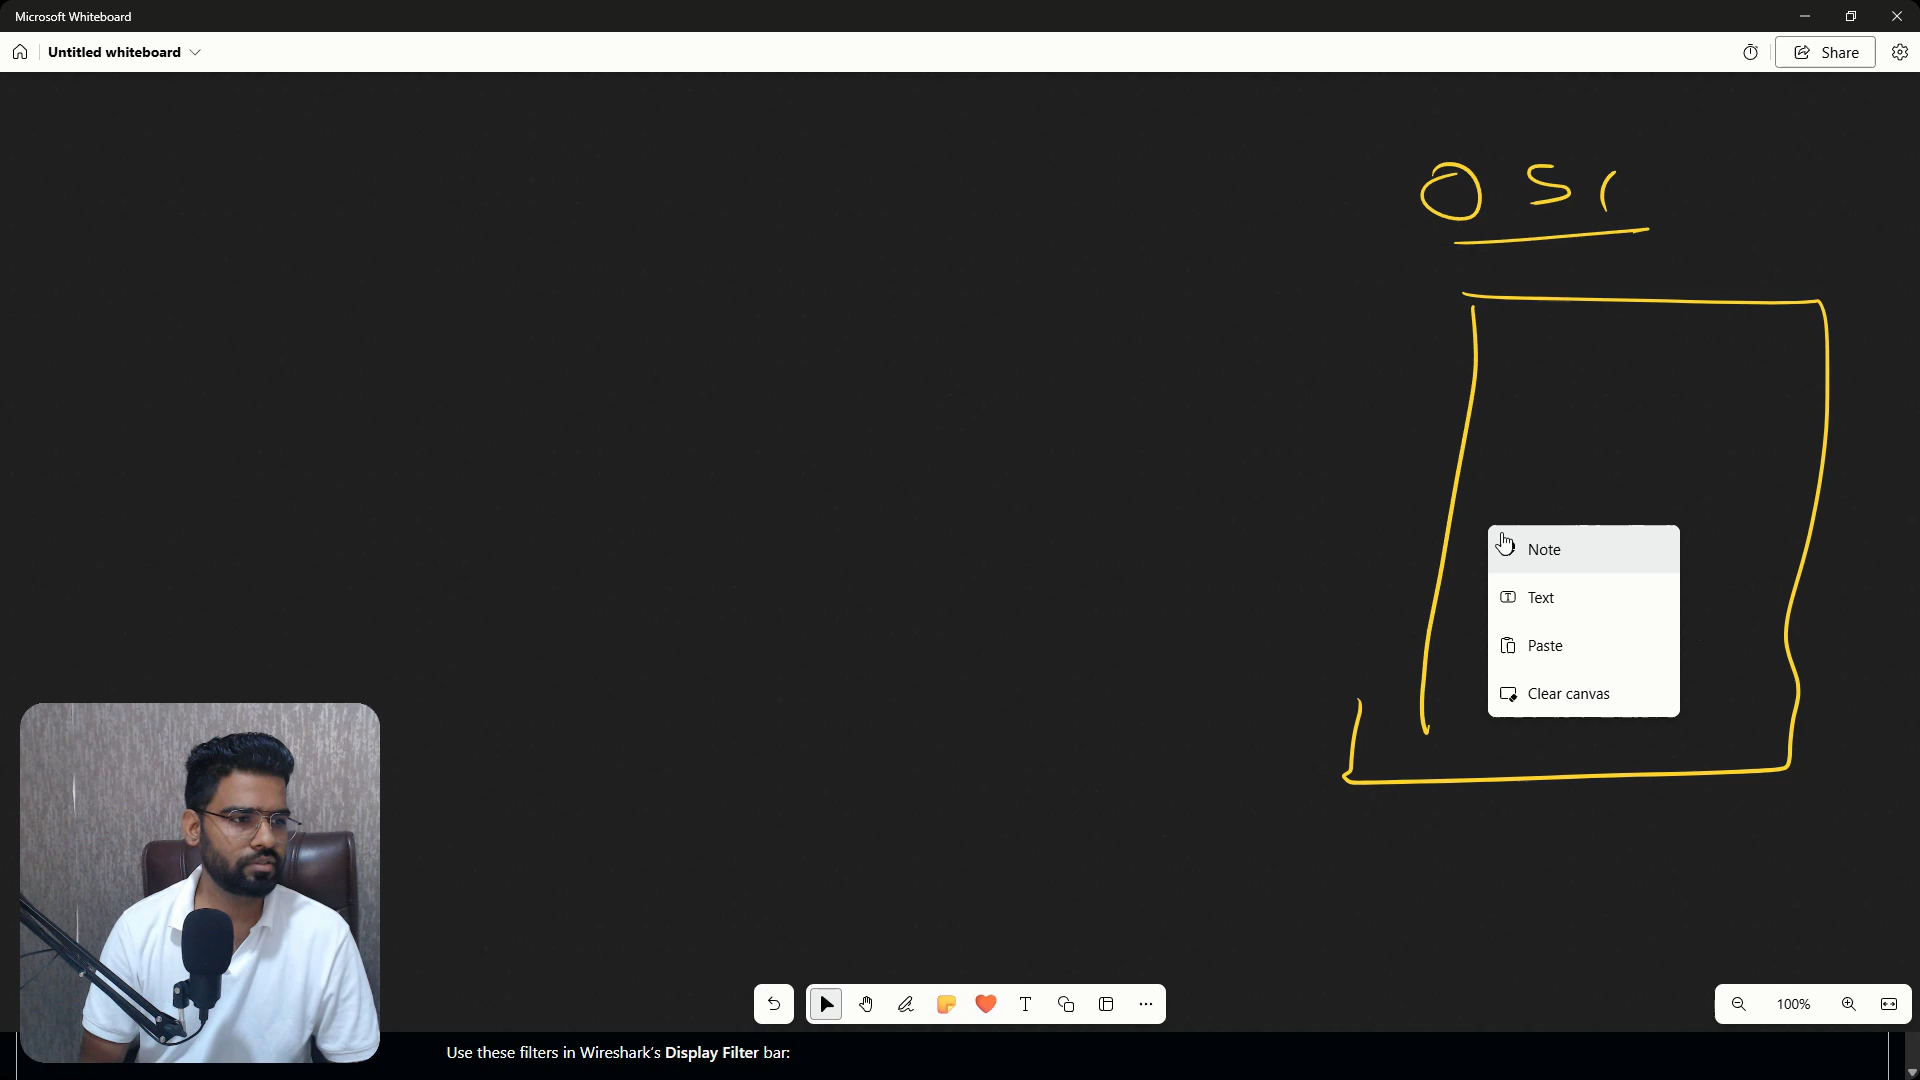 Microsoft Whiteboard
Untitled whiteboard
Share
O S I
Note
Text
Paste
Clear canvas
100%
Use these filters in Wireshark's Display Filter bar: